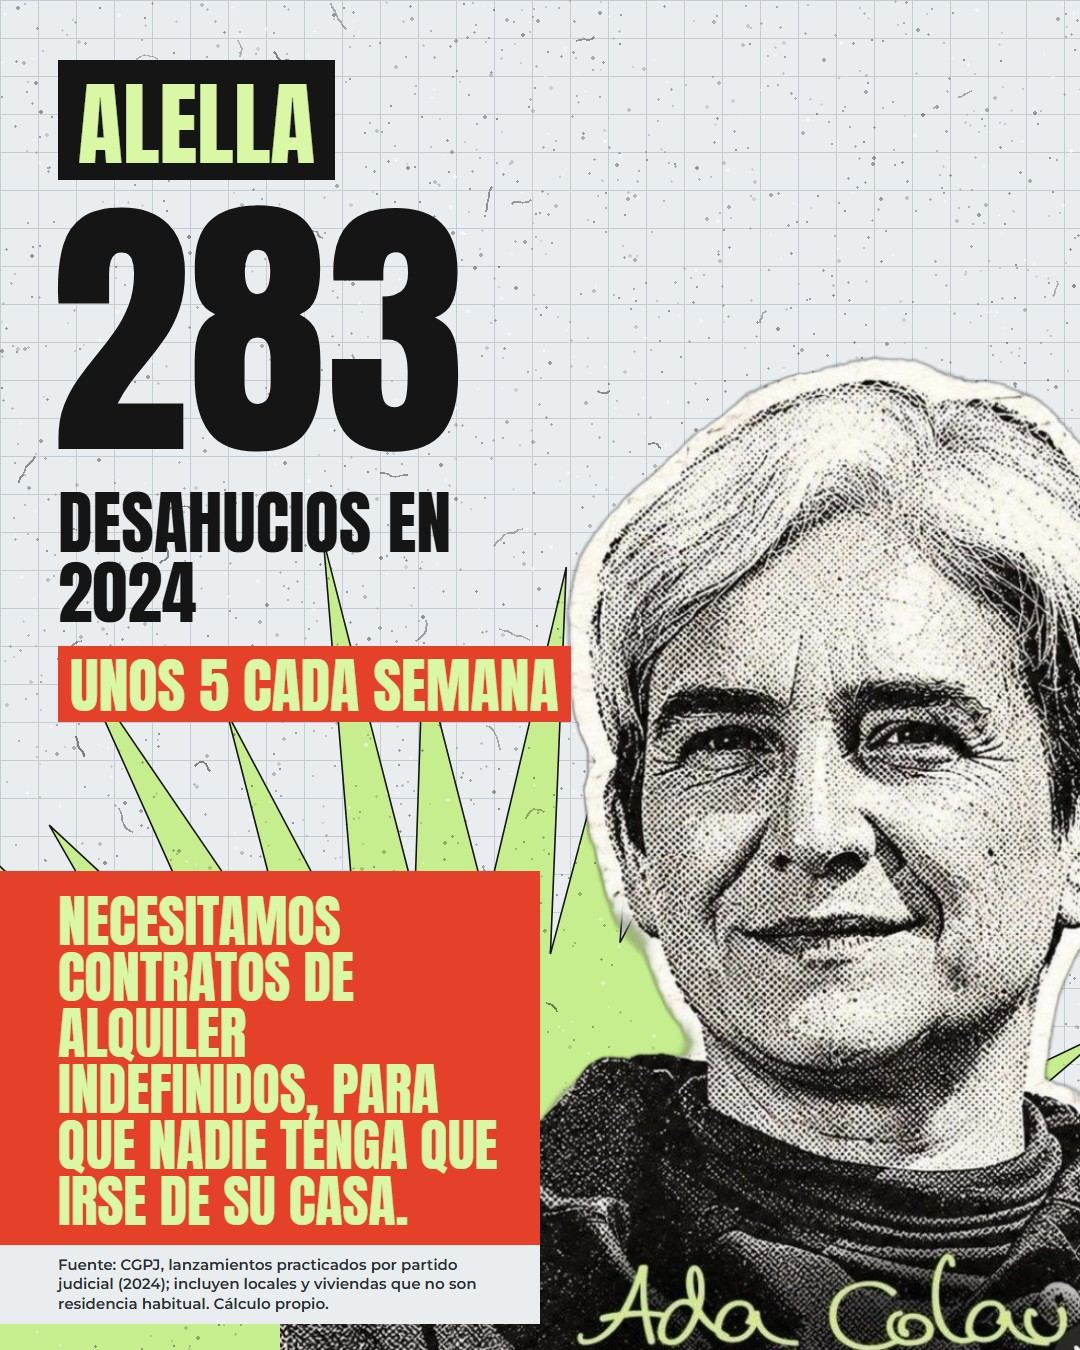 ALELLA
283
DESAHUCIOS EN
2024
UNOS 5 CADA SEMANA
NECESITAMOS
CONTRATOS DE
ALQUILER
INDEFINIDOS, PARA
QUE NADIE TENGA QUE
IRSE DE SU CASA.
Fuente: CGPJ, lanzamientos practicados por partido
judicial (2024); incluyen locales y viviendas que no son
residencia habitual. Cálculo propio.
Ada Colau